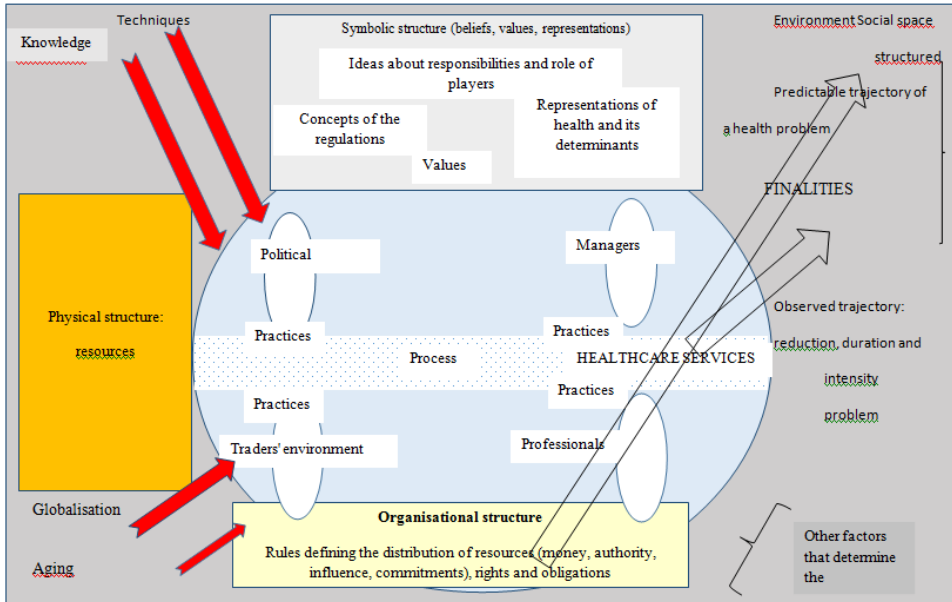 Techniques
Knowledge
Symbolic structure (beliefs, values, representations)
Ideas about responsibilities and role of
players
Concepts of the
regulations
Representations of
health and its
determinants
Values
Environment Social space
structured
Predictable trajectory of
a health problem
FINALITIES
Physical structure:
resources
Political
Managers
Practices
Practices
Process
HEALTHCARE SERVICES
Practices
Practices
Traders' environment
Professionals
Observed trajectory:
reduction, duration and
intensity
problem
Globalisation
Aging
Organisational structure
Rules defining the distribution of resources (money, authority,
influence, commitments), rights and obligations
Other factors
that determine
the